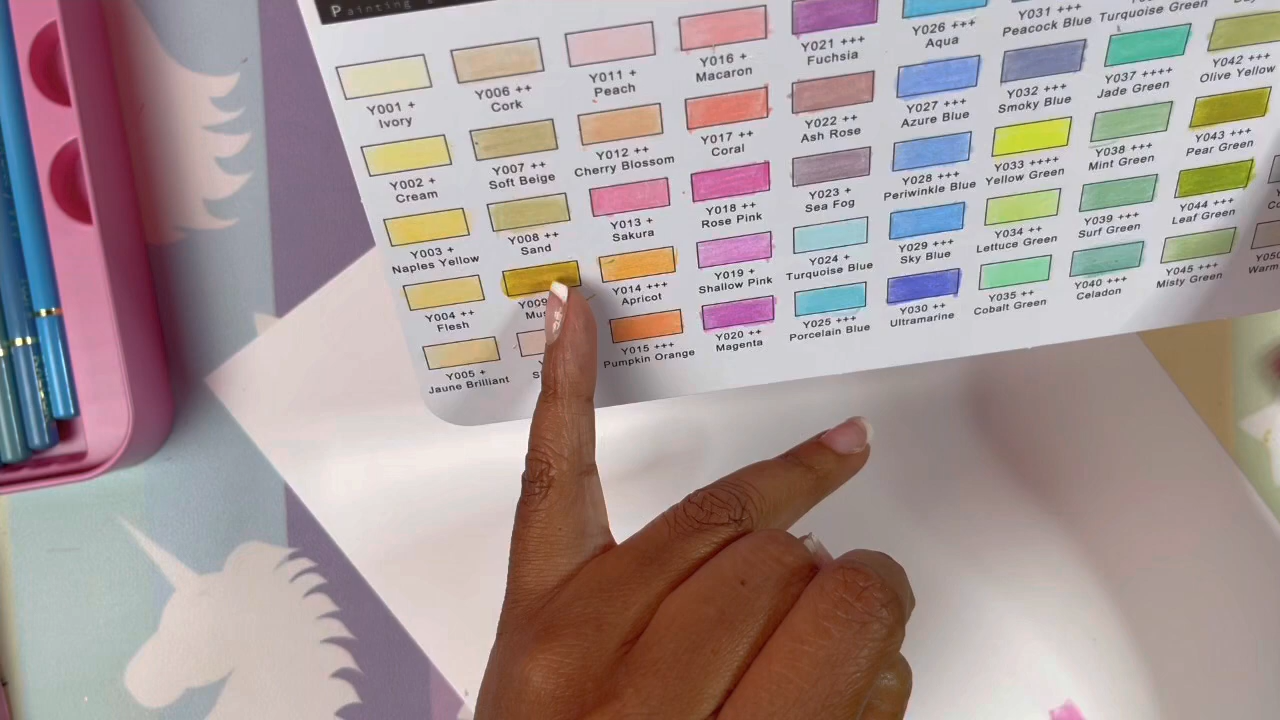 Painting
Y001 +
Ivory
Y002 +
Cream
Y003 +
Naples Yellow
Y004 ++
Flesh
Y005 +
Jaune Brilliant
Y006 ++
Cork
Y007 ++
Soft Beige
Y008 ++
Sand
Y009
Y011 +
Peach
Y012 ++
Cherry Blossom
Y013 +
Sakura
Y014 +++
Apricot
Y015 +++
Pumpkin Orange
Y016 +
Macaron
Y017 ++
Coral
Y018 ++
Rose Pink
Y019 +
Shallow Pink
Y020 ++
Magenta
Y021 +++
Fuchsia
Y022 ++
Ash Rose
Y023 +
Sea Fog
Y024 +
Turquoise Blue
Y025 +++
Porcelain Blue
Y026 +++
Aqua
Y027 +++
Azure Blue
Y028 +++
Periwinkle Blue
Y029 +++
Sky Blue
Y030 ++
Ultramarine
Y031 +++
Peacock Blue
Y032 +++
Smoky Blue
Y033 ++++
Yellow Green
Y034 ++
Lettuce Green
Y035 ++
Cobalt Green
Turquoise Green
Y037 ++++
Jade Green
Y038 +++
Mint Green
Y039 +++
Surf Green
Y040 +++
Celadon
Y042 +++
Olive Yellow
Y043 +++
Pear Green
Y044 +++
Leaf Green
Y045 +++
Misty Green